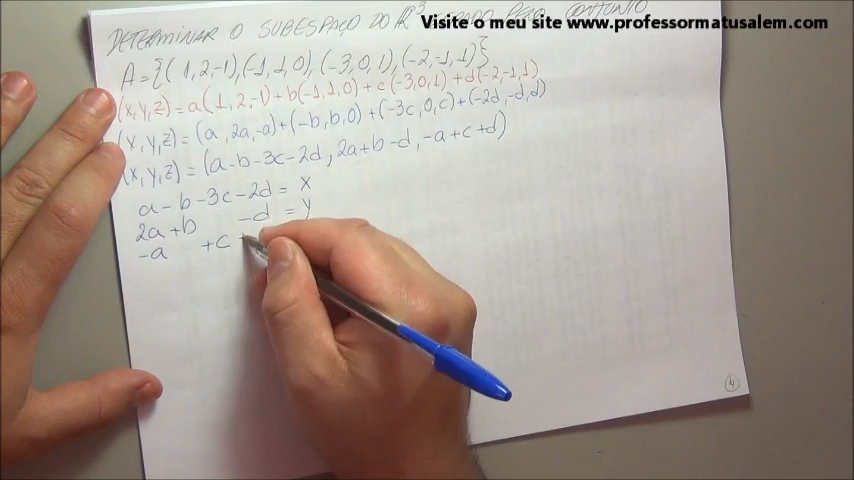 Visite o meu site www.professormatusalem.com
DETERMINAR O SUBESPAÇO DO ℝ³ PELO CONJUNTO
A = {(1,2,-1),(-1,1,0),(-3,0,1),(-2,-1,1)}
(x,y,z) = a(1,2,-1)+b(-1,1,0)+c(-3,0,1)+d(-2,-1,1)
(x,y,z) = (a,2a,-a)+(-b,b,0)+(-3c,0,c)+(-2d,-d,d)
(x,y,z) = (a-b-3c-2d, 2a+b-d, -a+c+d)
a-b-3c-2d = x
2a+b -d = y
-a +c
4